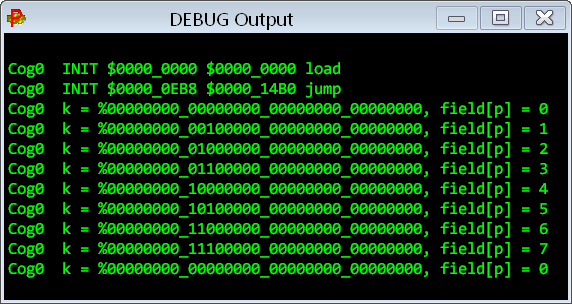 DEBUG Output
Cog0  INIT $0000_0000 $0000_0000 load
Cog0  INIT $0000_0EB8 $0000_14B0 jump
Cog0  k = %00000000_00000000_00000000_00000000, field[p] = 0
Cog0  k = %00000000_00100000_00000000_00000000, field[p] = 1
Cog0  k = %00000000_01000000_00000000_00000000, field[p] = 2
Cog0  k = %00000000_01100000_00000000_00000000, field[p] = 3
Cog0  k = %00000000_10000000_00000000_00000000, field[p] = 4
Cog0  k = %00000000_10100000_00000000_00000000, field[p] = 5
Cog0  k = %00000000_11000000_00000000_00000000, field[p] = 6
Cog0  k = %00000000_11100000_00000000_00000000, field[p] = 7
Cog0  k = %00000000_00000000_00000000_00000000, field[p] = 0